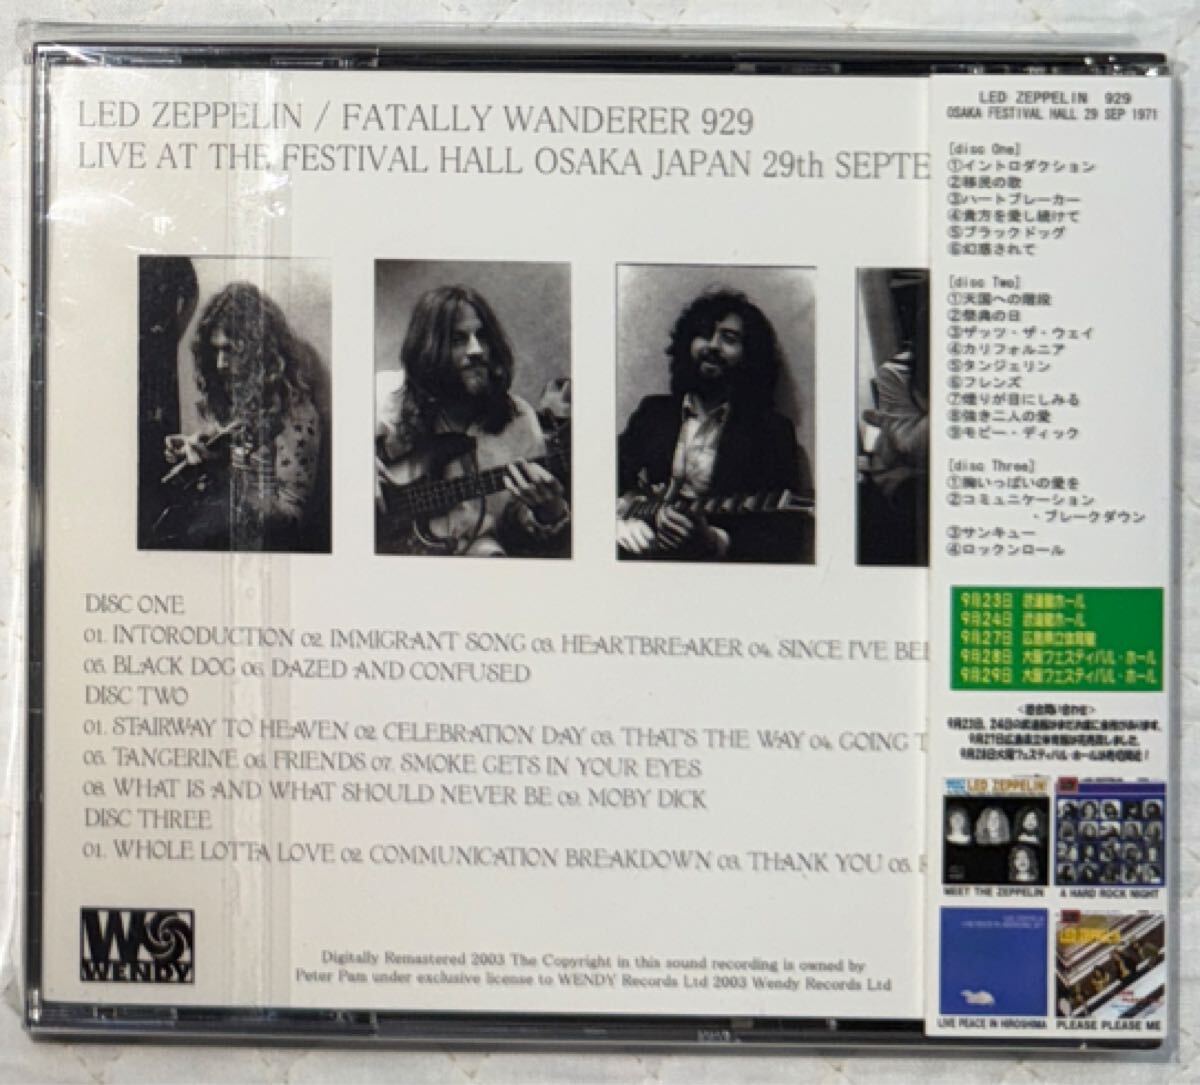 LED ZEPPELIN / FATALLY WANDERER 929
LIVE AT THE FESTIVAL HALL OSAKA JAPAN 29th SEPTE
DISC ONE
01. INTORODUCTION 02. IMMIGRANT SONG 03. HEARTBREAKER 04. SINCE I'VE BE
05. BLACK DOG 06. DAZED AND CONFUSED
DISC TWO
01. STAIRWAY TO HEAVEN 02. CELEBRATION DAY 03. THAT'S THE WAY 04. GOING T
05. TANGERINE 06. FRIENDS 07. SMOKE GETS IN YOUR EYES
08. WHAT IS AND WHAT SHOULD NEVER BE 09. MOBY DICK
DISC THREE
01. WHOLE LOTTA LOVE 02. COMMUNICATION BREAKDOWN 03. THANK YOU 05.
WENDY
Digitally Remastered 2003 The Copyright in this sound recording is owned by
Peter Pan under exclusive license to WENDY Records Ltd 2003 Wendy Records Ltd
LED ZEPPELIN 929
OSAKA FESTIVAL HALL 29 SEP 1971
[disc One]
①イントロダクション
②移民の歌
③ハートブレーカー
④貴方を愛し続けて
⑤ブラックドッグ
⑥幻惑されて
[disc Two]
①天国への階段
②祭典の日
③ザッツ・ザ・ウェイ
④カリフォルニア
⑤タンジェリン
⑥フレンズ
⑦煙りが目にしみる
⑧強き二人の愛
⑨モビー・ディック
[disc Three]
①胸いっぱいの愛を
②コミュニケーション
・ブレークダウン
③サンキュー
④ロックンロール
9月23日 武道館ホール
9月24日 武道館ホール
9月27日 広島県立体育館
9月28日 大阪フェスティバル・ホール
9月29日 大阪フェスティバル・ホール
LED ZEPPELIN
MEET THE ZEPPELIN
A HARD ROCK NIGHT
LIVE PEACE IN HIROSHIMA
PLEASE PLEASE ME